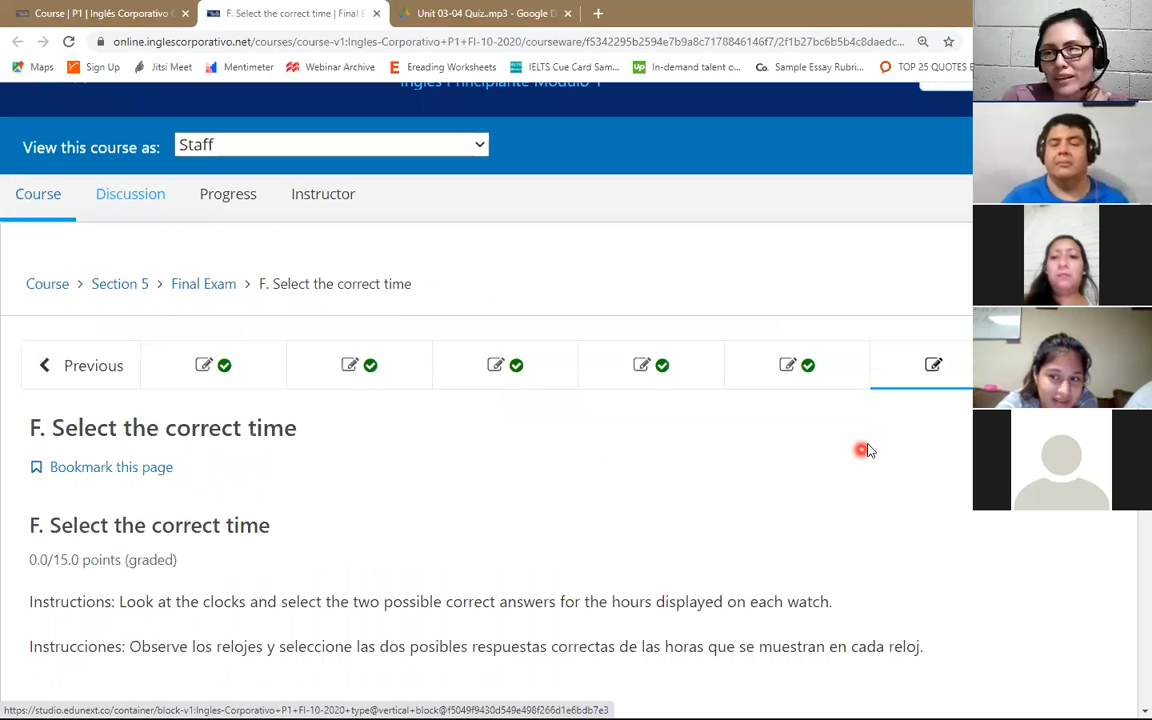 Course | P1 | Inglés Corporativo
F. Select the correct time | Final E
Unit 03-04 Quiz..mp3 - Google D
online.inglescorporativo.net/courses/course-v1:Ingles-Corporativo+P1+FI-10-2020/courseware/f5342295b2594e7b9a8c7178846146f7/2f1b27bc6b5b4c8daedc...
Maps Sign Up Jitsi Meet Mentimeter Webinar Archive Ereading Worksheets IELTS Cue Card Sam... In-demand talent o... Sample Essay Rubri... TOP 25 QUOTES
Inglés Principiante Módulo 1
View this course as: Staff
Course Discussion Progress Instructor
Course > Section 5 > Final Exam > F. Select the correct time
Previous
F. Select the correct time
Bookmark this page
F. Select the correct time
0.0/15.0 points (graded)
Instructions: Look at the clocks and select the two possible correct answers for the hours displayed on each watch.
Instrucciones: Observe los relojes y seleccione las dos posibles respuestas correctas de las horas que se muestran en cada reloj.
https://studio.edunext.co/container/block-v1:Ingles-Corporativo+P1+FI-10-2020+type@vertical+block@f5049f9430d549e498f266d1e6bdb7e3